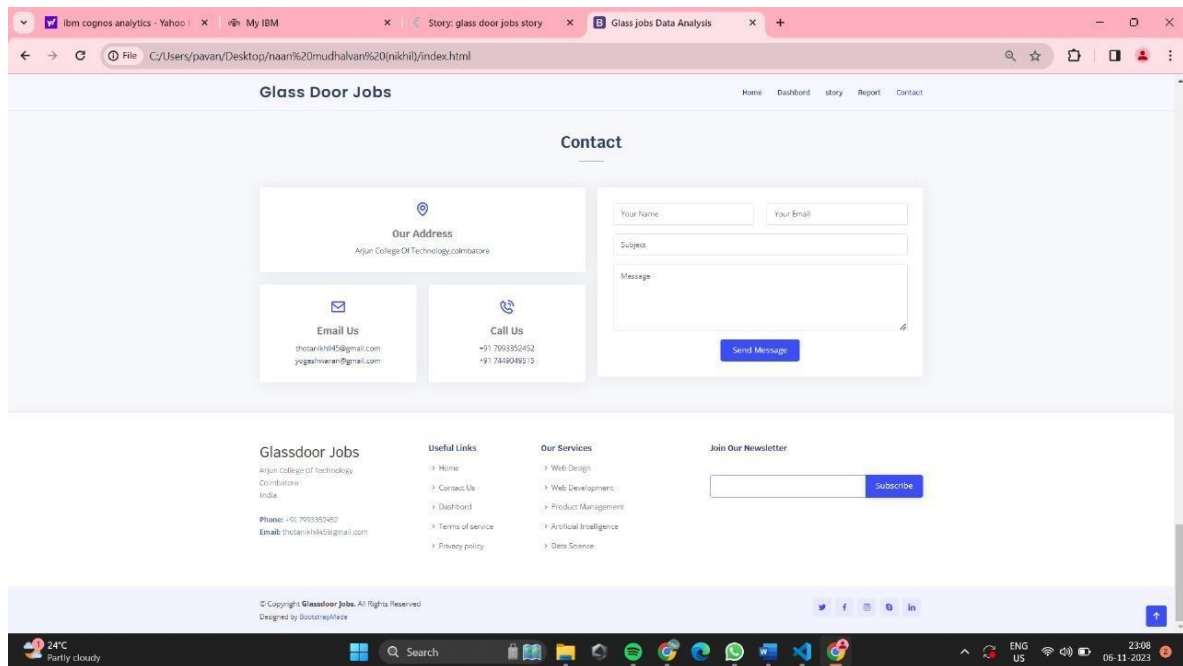 ibm cognos analytics - Yahoo
My IBM
Story: glass door jobs story
Glass jobs Data Analysis
File
C:/Users/pavan/Desktop/naan%20mudhalvan%20(nikhil)/index.html
Glass Door Jobs
Home
Dashbord
story
Report
Contact
Contact
Our Address
Arjun College Of Technology,coimbatore
Your Name
Your Email
Subject
Message
Send Message
Email Us
thotanikhil45@gmail.com
yogeshwaran@gmail.com
Call Us
+91 7993352452
+91 7449049515
Glassdoor Jobs
Arjun College Of Technology
Coimbatore
India
Phone: +91 7993352452
Email: thotanikhil45@gmail.com
Useful Links
Home
Contact Us
Dashbord
Terms of service
Privacy policy
Our Services
Web Design
Web Development
Product Management
Artificial Intelligence
Data Science
Join Our Newsletter
Subscribe
© Copyright Glassdoor Jobs. All Rights Reserved
Designed by BootstrapMade
24°C
Partly cloudy
Search
ENG
US
23:08
06-11-2023
2